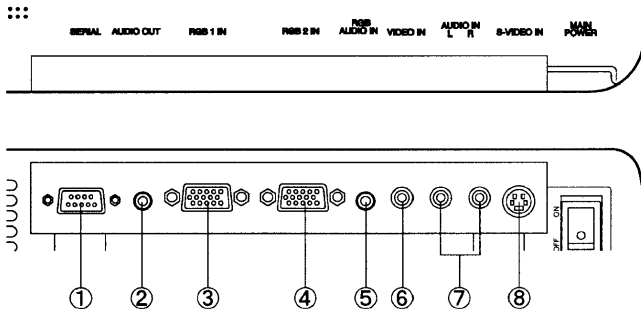 SERIAL AUDIO OUT RGB 1 IN RGB 2 IN RGB AUDIO IN VIDEO IN AUDIO IN L R S-VIDEO IN MAIN POWER
ON
OFF
① ② ③ ④ ⑤ ⑥ ⑦ ⑧